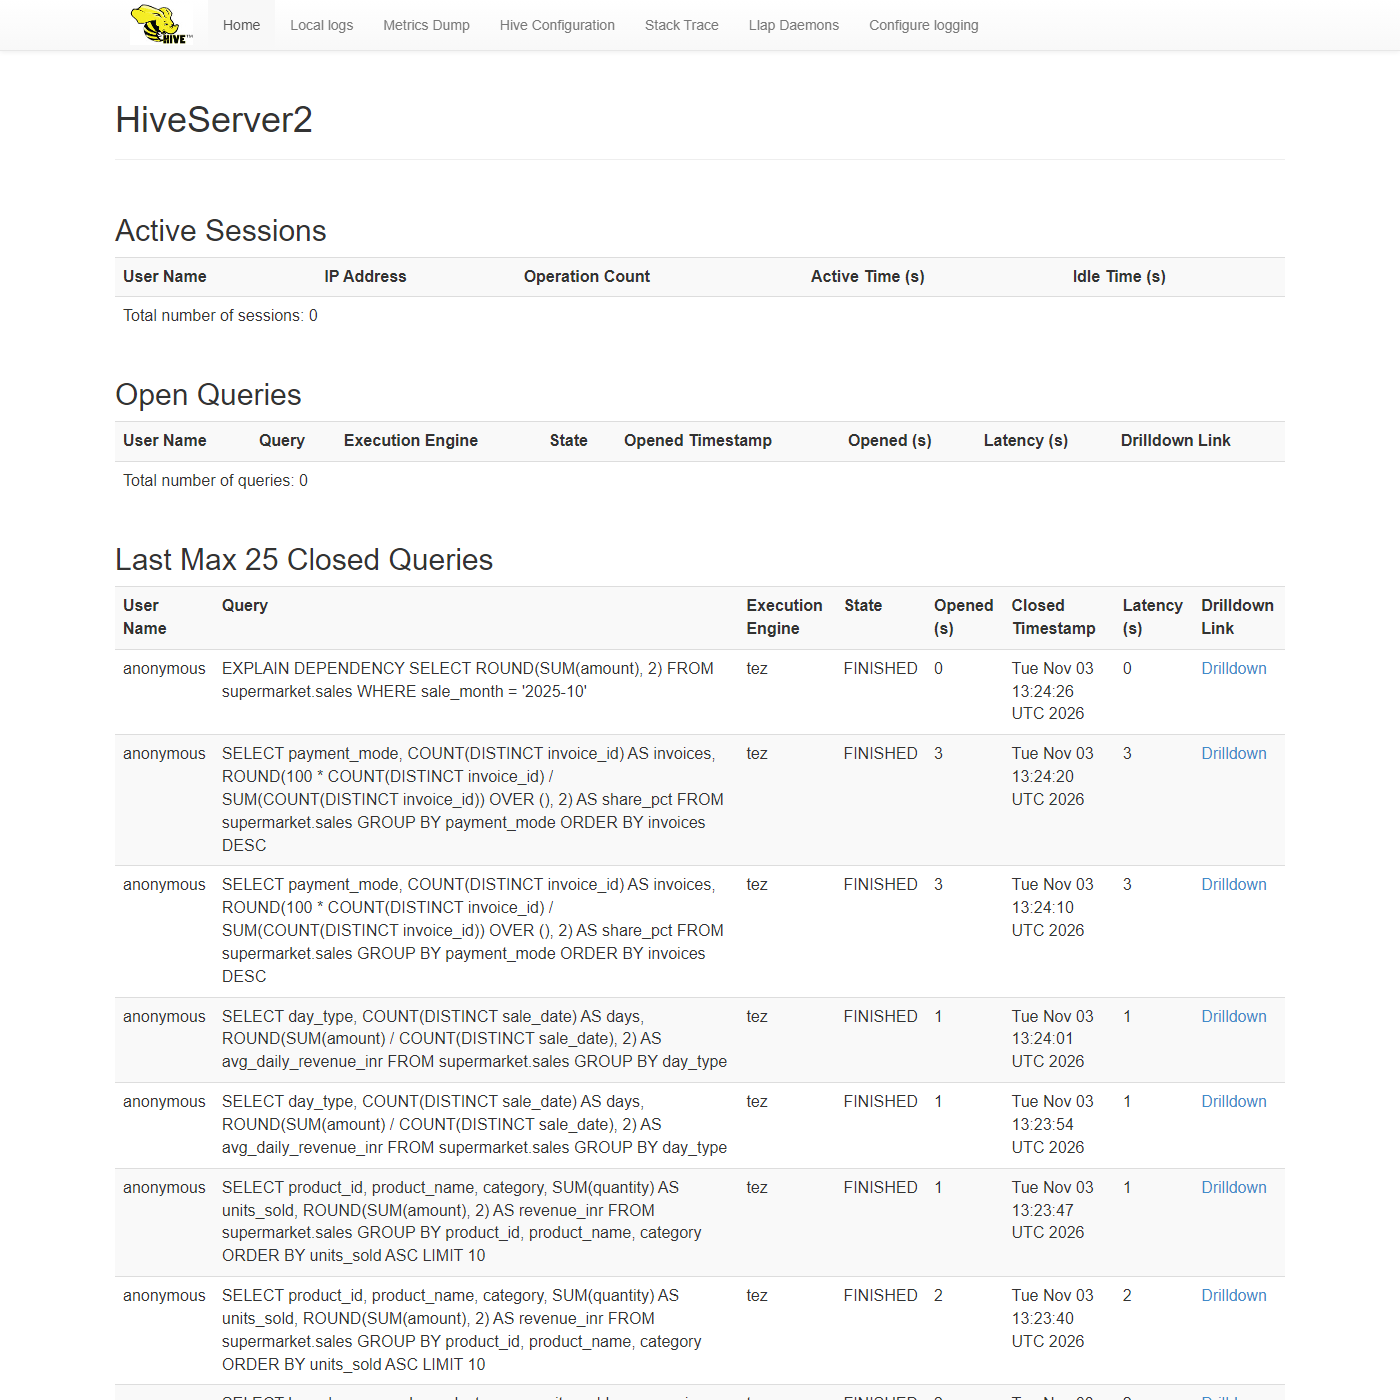 HIVE
Home Local logs Metrics Dump Hive Configuration Stack Trace Llap Daemons Configure logging
HiveServer2
Active Sessions
User Name IP Address Operation Count Active Time (s) Idle Time (s)
Total number of sessions: 0
Open Queries
User Name Query Execution Engine State Opened Timestamp Opened (s) Latency (s) Drilldown Link
Total number of queries: 0
Last Max 25 Closed Queries
User Query Execution State Opened Closed Latency Drilldown
Name Engine (s) Timestamp (s) Link
anonymous EXPLAIN DEPENDENCY SELECT ROUND(SUM(amount), 2) FROM tez FINISHED 0 Tue Nov 03 0 Drilldown
supermarket.sales WHERE sale_month = '2025-10' 13:24:26
UTC 2026
anonymous SELECT payment_mode, COUNT(DISTINCT invoice_id) AS invoices, tez FINISHED 3 Tue Nov 03 3 Drilldown
ROUND(100 * COUNT(DISTINCT invoice_id) / 13:24:20
SUM(COUNT(DISTINCT invoice_id)) OVER (), 2) AS share_pct FROM UTC 2026
supermarket.sales GROUP BY payment_mode ORDER BY invoices
DESC
anonymous SELECT payment_mode, COUNT(DISTINCT invoice_id) AS invoices, tez FINISHED 3 Tue Nov 03 3 Drilldown
ROUND(100 * COUNT(DISTINCT invoice_id) / 13:24:10
SUM(COUNT(DISTINCT invoice_id)) OVER (), 2) AS share_pct FROM UTC 2026
supermarket.sales GROUP BY payment_mode ORDER BY invoices
DESC
anonymous SELECT day_type, COUNT(DISTINCT sale_date) AS days, tez FINISHED 1 Tue Nov 03 1 Drilldown
ROUND(SUM(amount) / COUNT(DISTINCT sale_date), 2) AS 13:24:01
avg_daily_revenue_inr FROM supermarket.sales GROUP BY day_type UTC 2026
anonymous SELECT day_type, COUNT(DISTINCT sale_date) AS days, tez FINISHED 1 Tue Nov 03 1 Drilldown
ROUND(SUM(amount) / COUNT(DISTINCT sale_date), 2) AS 13:23:54
avg_daily_revenue_inr FROM supermarket.sales GROUP BY day_type UTC 2026
anonymous SELECT product_id, product_name, category, SUM(quantity) AS tez FINISHED 1 Tue Nov 03 1 Drilldown
units_sold, ROUND(SUM(amount), 2) AS revenue_inr FROM 13:23:47
supermarket.sales GROUP BY product_id, product_name, category UTC 2026
ORDER BY units_sold ASC LIMIT 10
anonymous SELECT product_id, product_name, category, SUM(quantity) AS tez FINISHED 2 Tue Nov 03 2 Drilldown
units_sold, ROUND(SUM(amount), 2) AS revenue_inr FROM 13:23:40
supermarket.sales GROUP BY product_id, product_name, category UTC 2026
ORDER BY units_sold ASC LIMIT 10